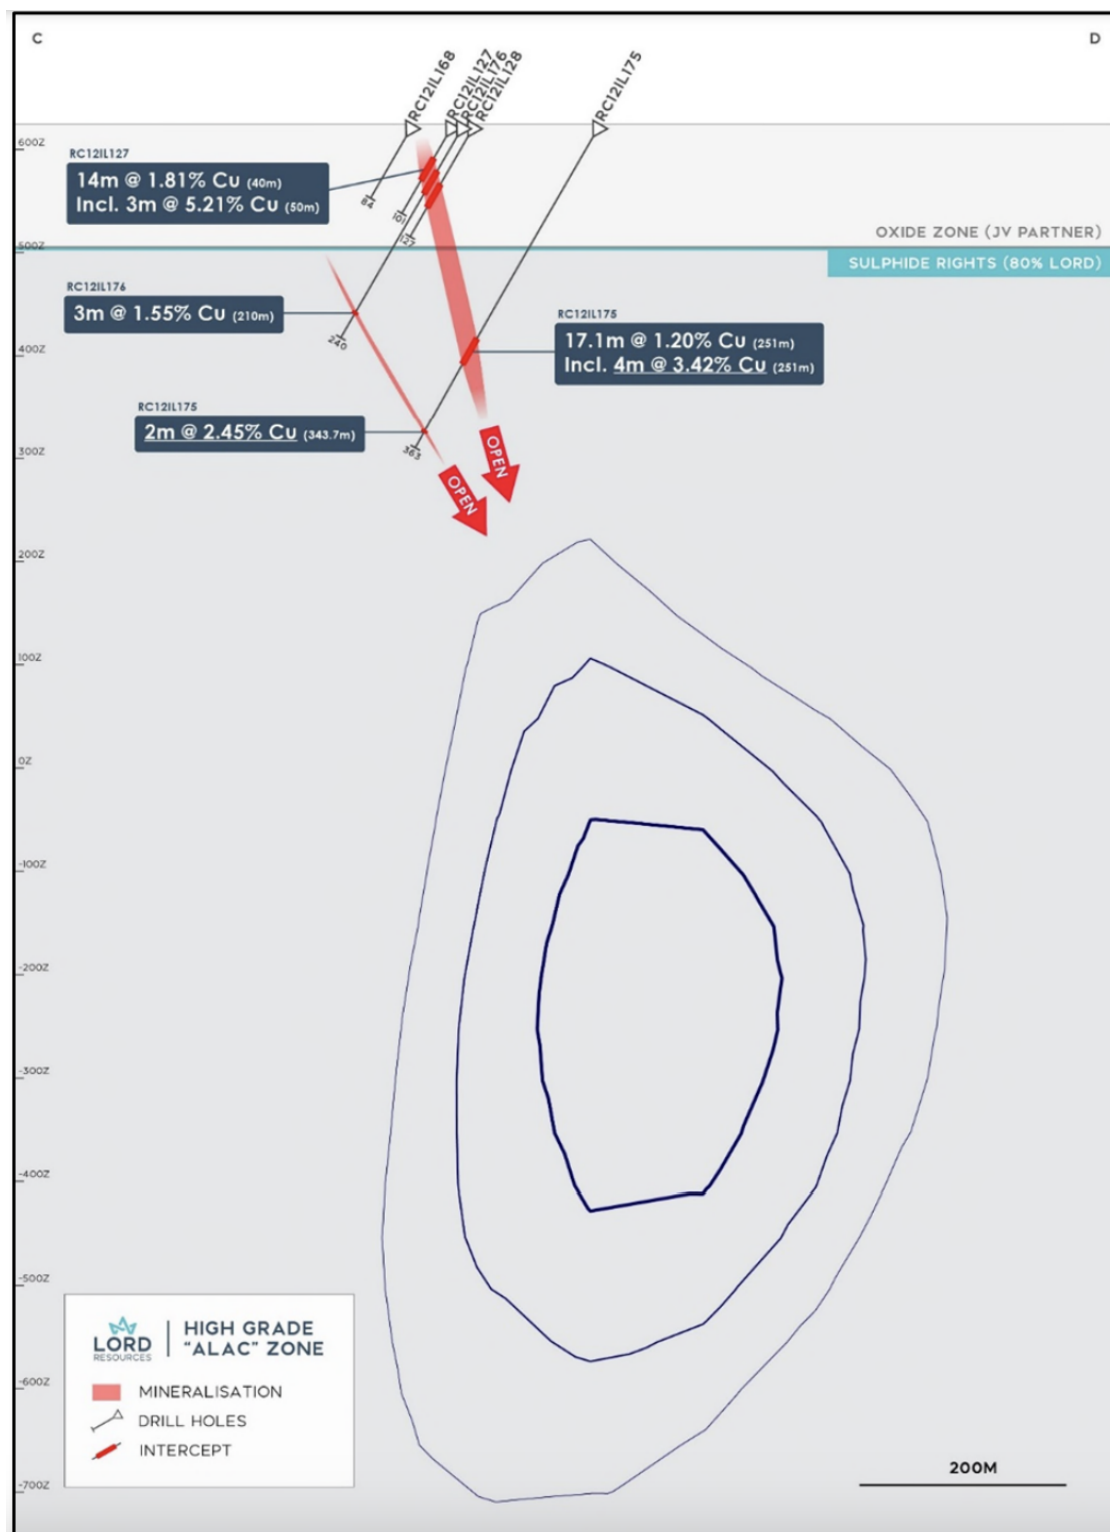 C
D
RC12IL168
RC12IL127
RC12IL176
RC12IL128
RC12IL175
600Z
RC12IL127
14m @ 1.81% Cu (40m)
Incl. 3m @ 5.21% Cu (50m)
84
101
127
500Z
OXIDE ZONE (JV PARTNER)
SULPHIDE RIGHTS (80% LORD)
RC12IL176
3m @ 1.55% Cu (210m)
240
RC12IL175
17.1m @ 1.20% Cu (251m)
Incl. 4m @ 3.42% Cu (251m)
400Z
RC12IL175
2m @ 2.45% Cu (343.7m)
363
300Z
OPEN
OPEN
200Z
100Z
0Z
-100Z
-200Z
-300Z
-400Z
-500Z
LORD
RESOURCES
HIGH GRADE
"ALAC" ZONE
MINERALISATION
DRILL HOLES
INTERCEPT
-600Z
-700Z
200M